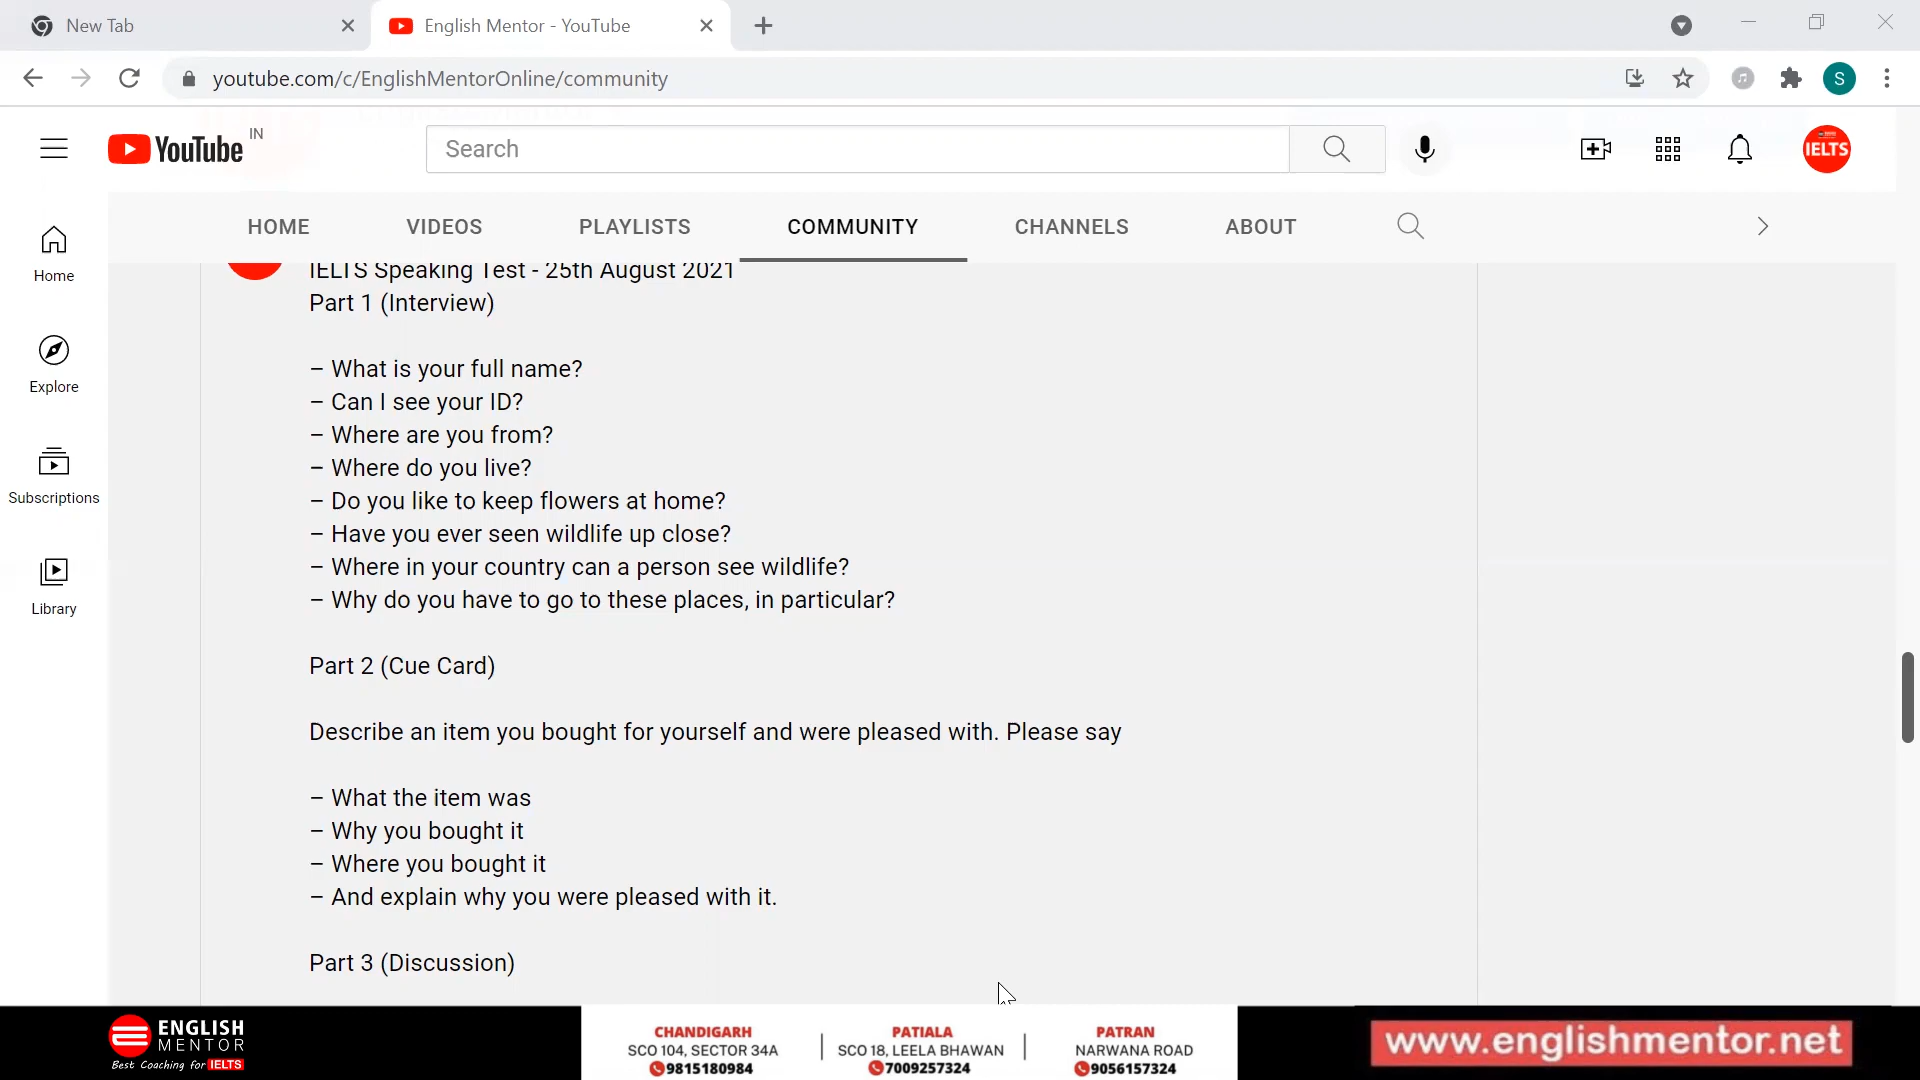 New Tab
English Mentor - YouTube
youtube.com/c/EnglishMentorOnline/community
S
YouTube IN
Search
IELTS
HOME VIDEOS PLAYLISTS COMMUNITY CHANNELS ABOUT
Home
Explore
Subscriptions
Library
IELTS Speaking Test - 25th August 2021
Part 1 (Interview)
– What is your full name?
– Can I see your ID?
– Where are you from?
– Where do you live?
– Do you like to keep flowers at home?
– Have you ever seen wildlife up close?
– Where in your country can a person see wildlife?
– Why do you have to go to these places, in particular?
Part 2 (Cue Card)
Describe an item you bought for yourself and were pleased with. Please say
– What the item was
– Why you bought it
– Where you bought it
– And explain why you were pleased with it.
Part 3 (Discussion)
ENGLISH
MENTOR
Best Coaching for IELTS
CHANDIGARH
SCO 104, SECTOR 34A
9815180984
PATIALA
SCO 18, LEELA BHAWAN
7009257324
PATRAN
NARWANA ROAD
9056157324
www.englishmentor.net